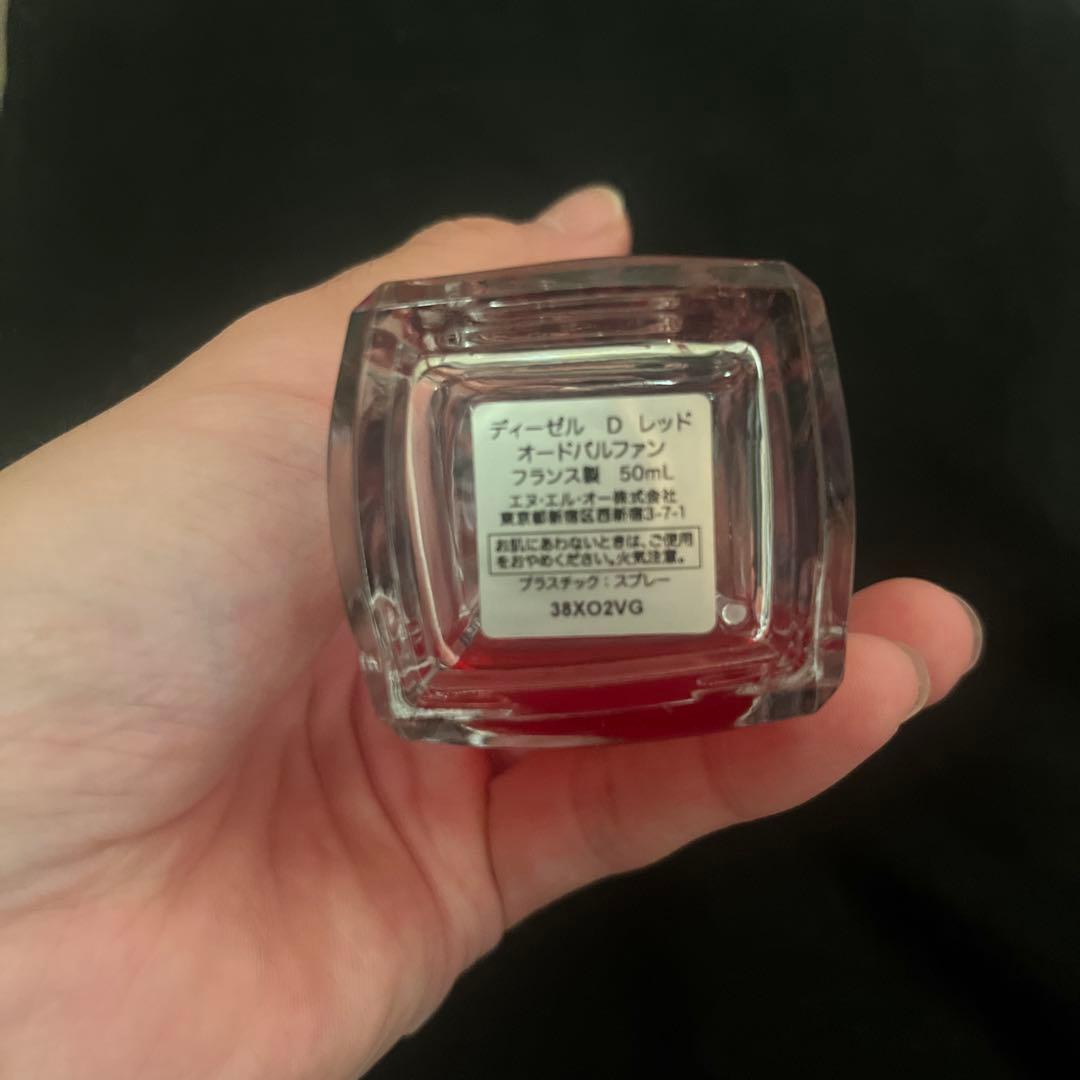 ディーゼル D レッド
オードパルファン
フランス製 50mL
エヌ・エル・オー株式会社
東京都新宿区西新宿3-7-1
お肌にあわないときは、ご使用
をおやめください。火気注意。
プラスチック：スプレー
38XO2VG